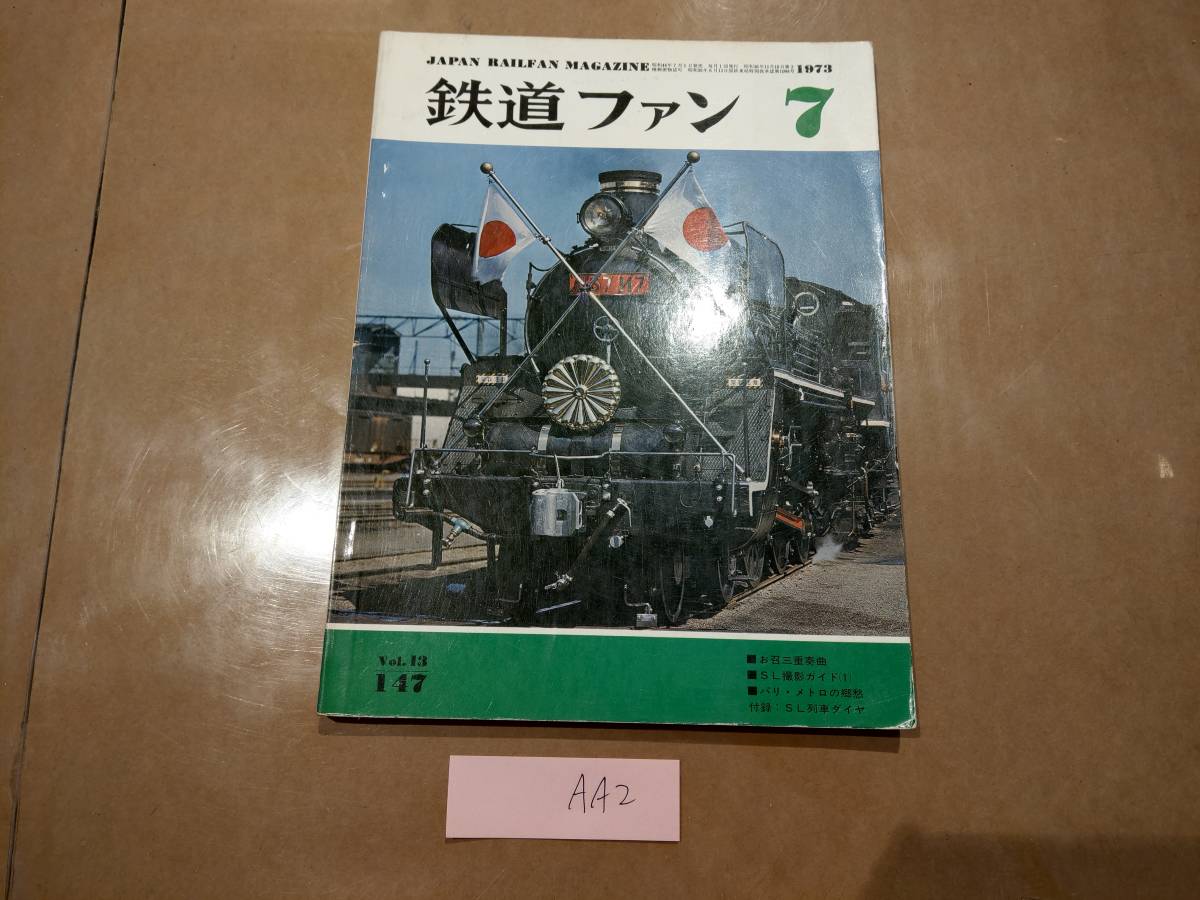 JAPAN RAILFAN MAGAZINE
1973
鉄道ファン 7
Vol. 13
147
■お召三重奏曲
■SL撮影ガイド(1)
■パリ・メトロの郷愁
付録：SL列車ダイヤ
AA2